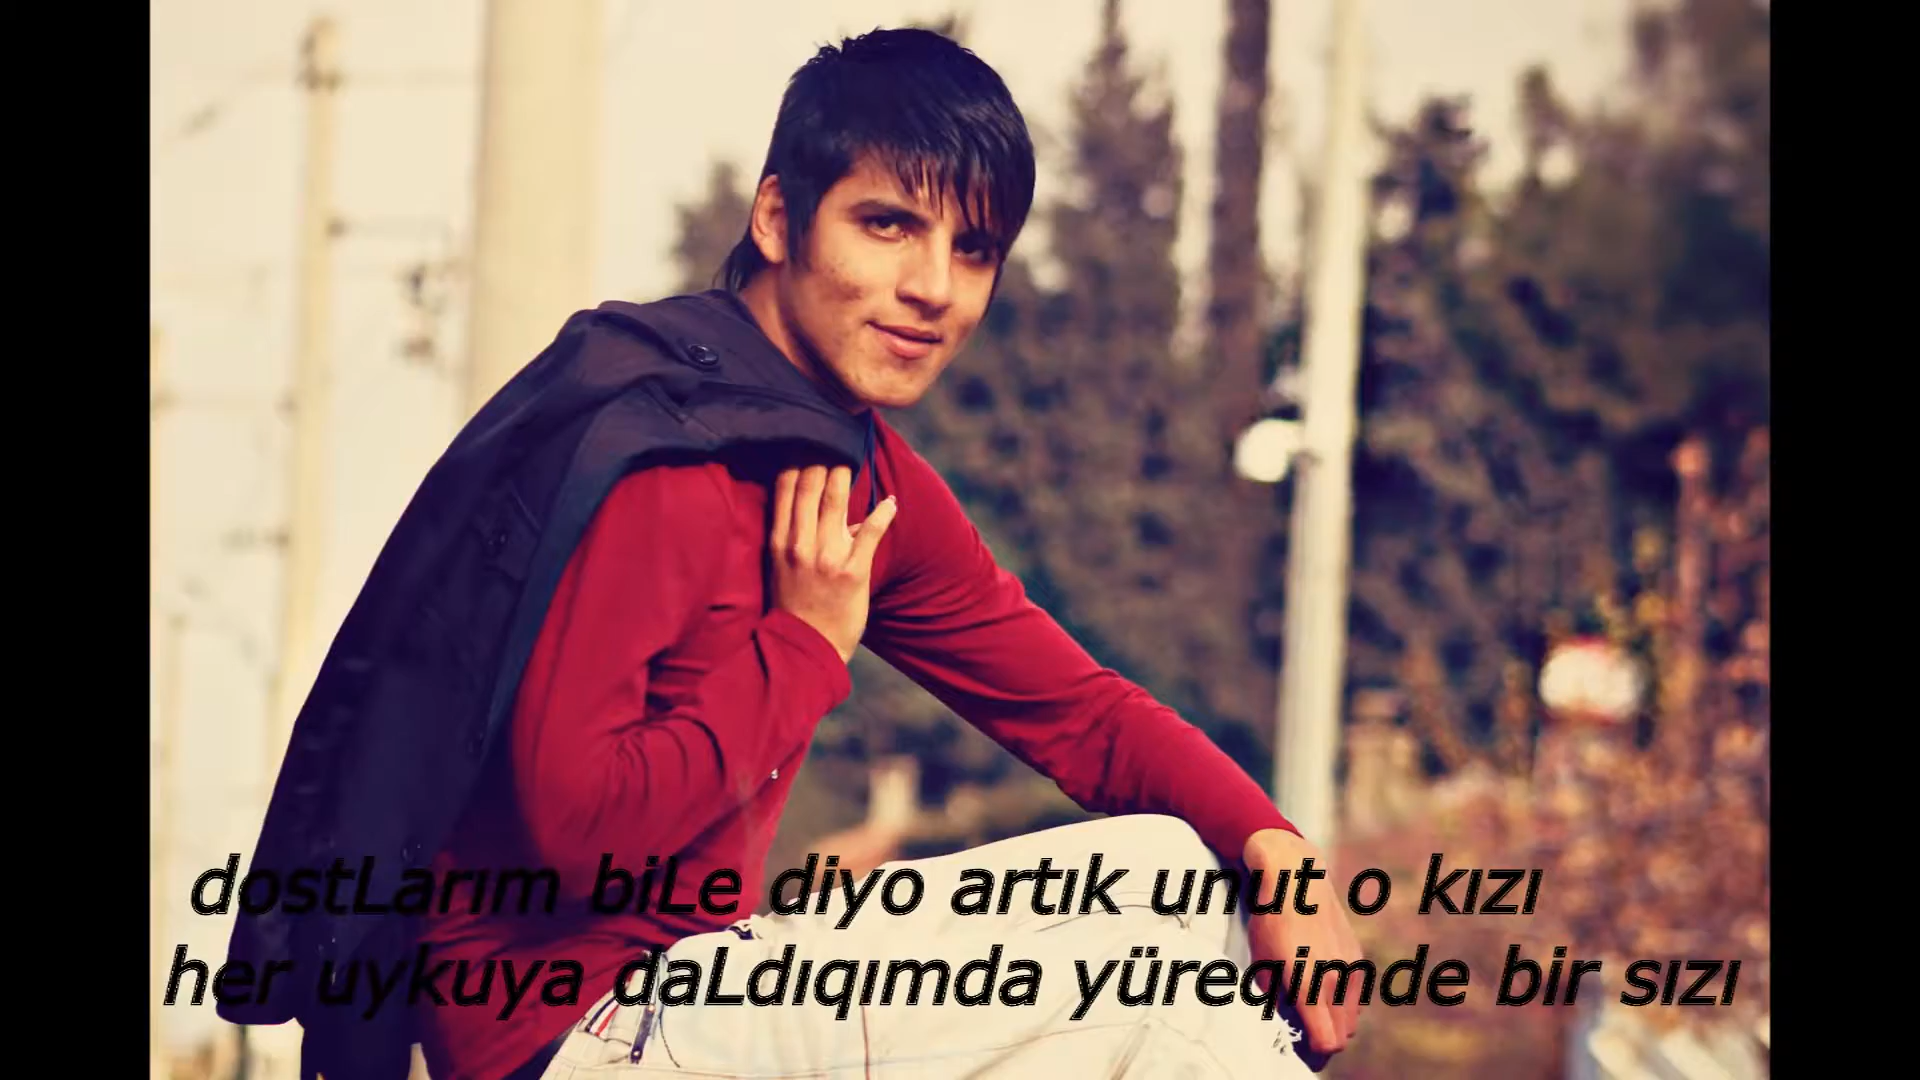 dostLarım biLe diyo artık unut o kızı
her uykuya daLdıqımda yüreqimde bir sızı